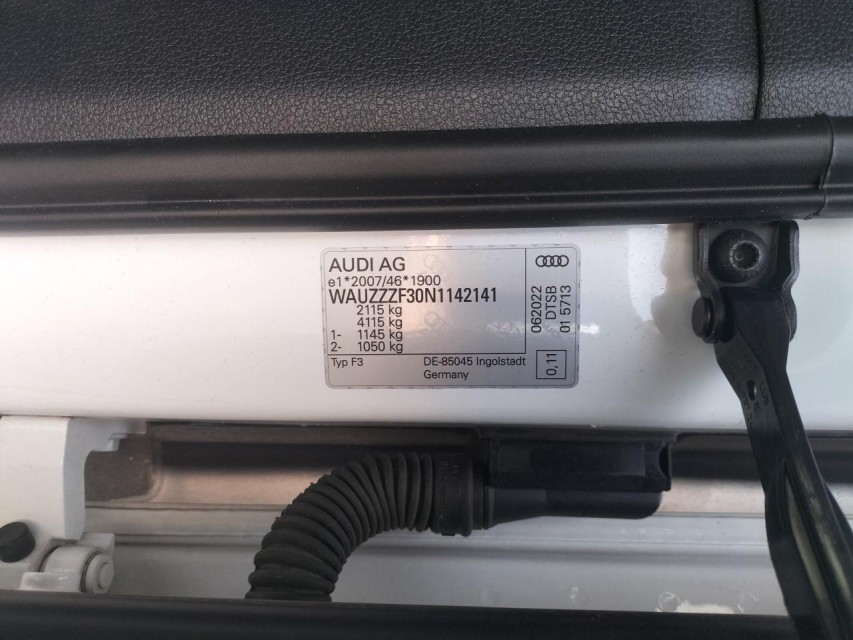 AUDI AG
e1*2007/46*1900
WAUZZZF30N1142141
2115 kg
4115 kg
1- 1145 kg
2- 1050 kg
Typ F3 DE-85045 Ingolstadt
Germany
062022
DTSB
01 5713
0,11